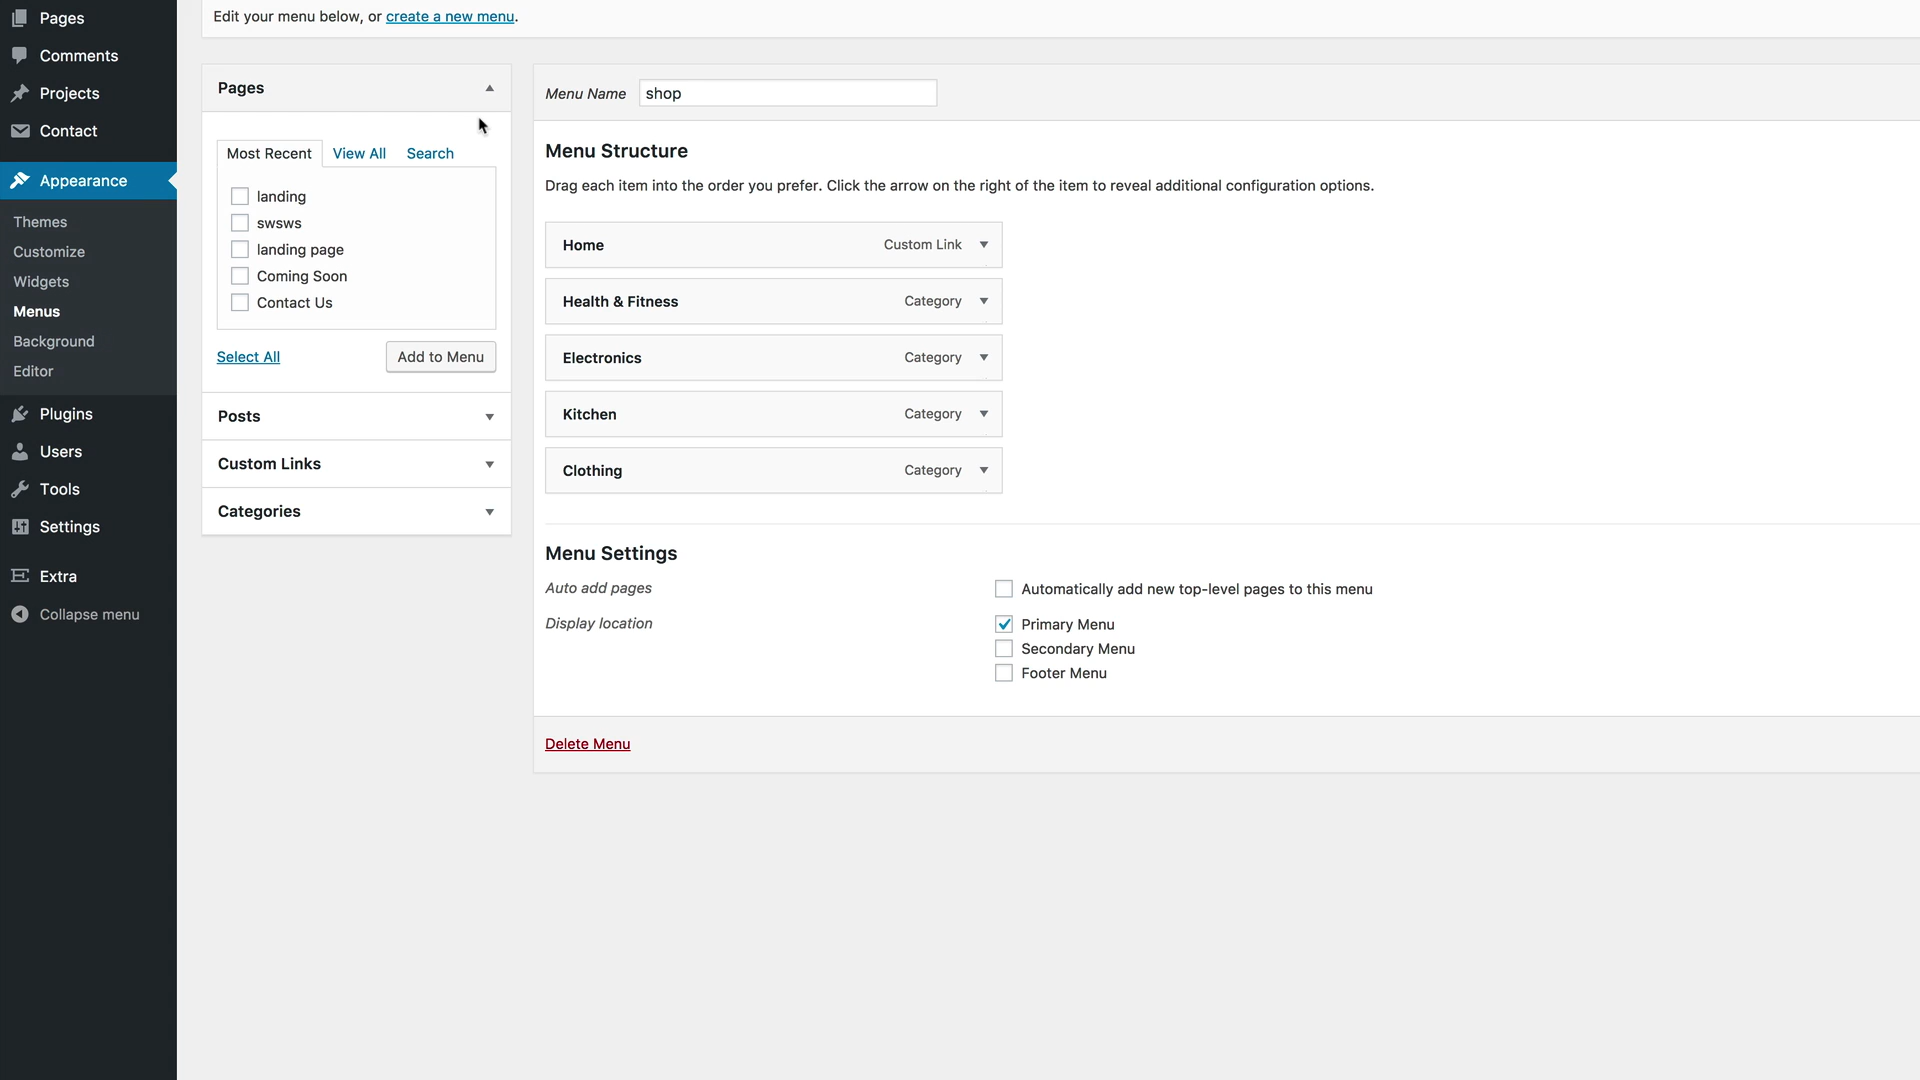 Pages
Comments
Projects
Contact
Appearance
Themes
Customize
Widgets
Menus
Background
Editor
Plugins
Users
Tools
Settings
Extra
Collapse menu
Edit your menu below, or create a new menu.
Pages
Most Recent View All Search
landing
swsws
landing page
Coming Soon
Contact Us
Select All Add to Menu
Posts
Custom Links
Categories
Menu Name shop
Menu Structure
Drag each item into the order you prefer. Click the arrow on the right of the item to reveal additional configuration options.
Home Custom Link
Health & Fitness Category
Electronics Category
Kitchen Category
Clothing Category
Menu Settings
Auto add pages Automatically add new top-level pages to this menu
Display location Primary Menu
Secondary Menu
Footer Menu
Delete Menu